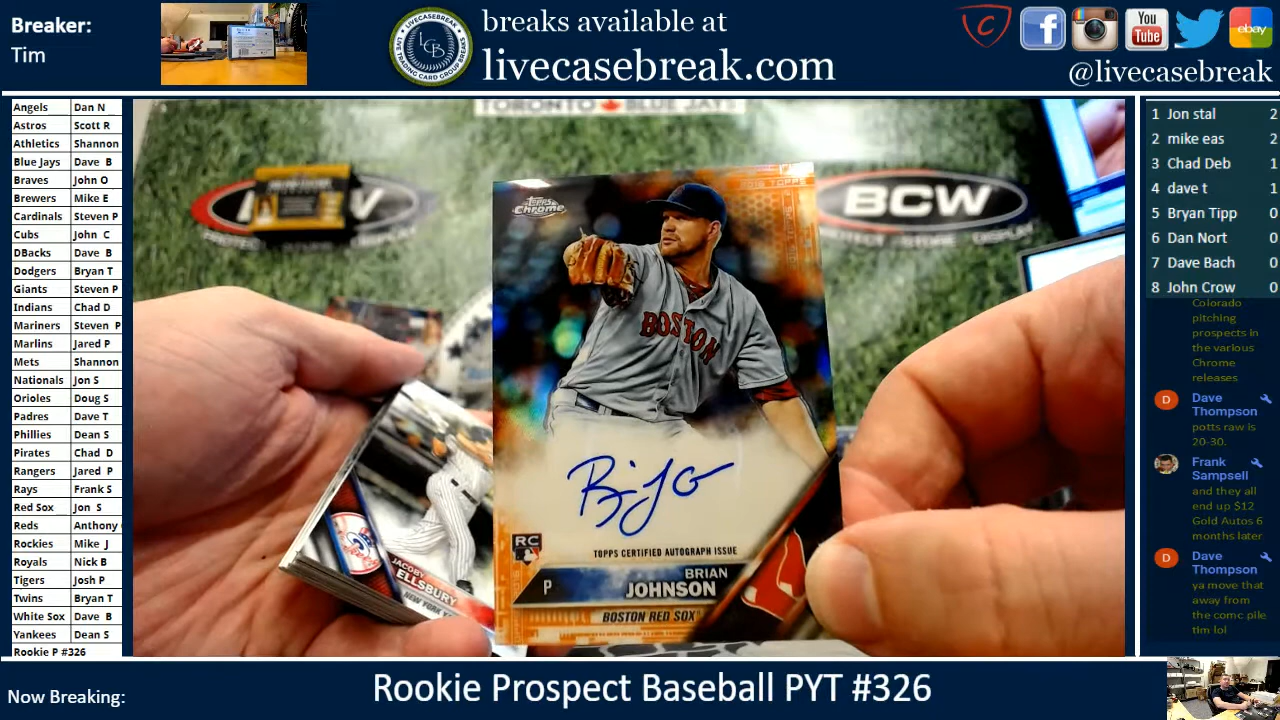 Breaker:
Tim
breaks available at
livecasebreak.com
You
Tube
ebay
@livecasebreak
LCB
Angels Dan N
Astros Scott R
Athletics Shannon
Blue Jays Dave B
Braves John O
Brewers Mike E
Cardinals Steven P
Cubs John C
DBacks Dave B
Dodgers Bryan T
Giants Steven P
Indians Chad D
Mariners Steven P
Marlins Jared P
Mets Shannon
Nationals Jon S
Orioles Doug S
Padres Dave T
Phillies Dean S
Pirates Chad D
Rangers Jared P
Rays Frank S
Red Sox Jon S
Reds Anthony
Rockies Mike J
Royals Nick B
Tigers Josh P
Twins Bryan T
White Sox Dave B
Yankees Dean S
Rookie P #326
TORONTO BLUE JAYS
BCW
Topps
Chrome
BOSTON
RC
TOPPS CERTIFIED AUTOGRAPH ISSUE
P
BRIAN
JOHNSON
BOSTON RED SOX
JACOBY
ELLSBURY
NEW YORK
1 Jon stal 2
2 mike eas 2
3 Chad Deb 1
4 dave t 1
5 Bryan Tipp 0
6 Dan Nort 0
7 Dave Bach 0
8 John Crow 0
Colorado
pitching
prospects in
the various
Chrome
releases
D Dave
Thompson
potts raw is
20-30.
Frank
Sampsell
and they all
end up $12
Gold Autos 6
months later
D Dave
Thompson
ya move that
away from
the comc pile
tim lol
Now Breaking:
Rookie Prospect Baseball PYT #326